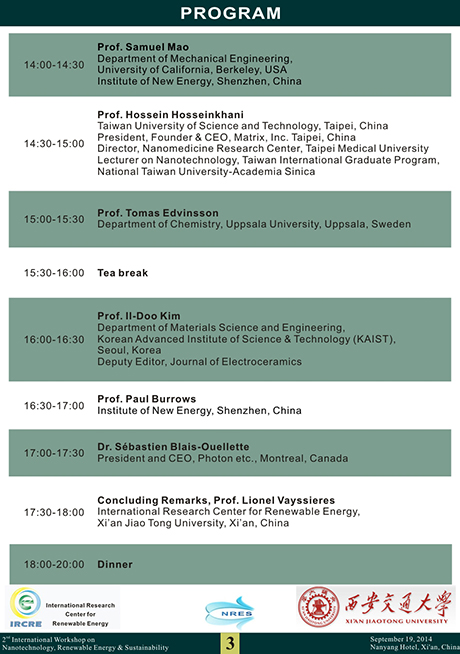 PROGRAM
14:00-14:30
Prof. Samuel Mao
Department of Mechanical Engineering,
University of California, Berkeley, USA
Institute of New Energy, Shenzhen, China
14:30-15:00
Prof. Hossein Hosseinkhani
Taiwan University of Science and Technology, Taipei, China
President, Founder & CEO, Matrix, Inc. Taipei, China
Director, Nanomedicine Research Center, Taipei Medical University
Lecturer on Nanotechnology, Taiwan International Graduate Program,
National Taiwan University-Academia Sinica
15:00-15:30
Prof. Tomas Edvinsson
Department of Chemistry, Uppsala University, Uppsala, Sweden
15:30-16:00
Tea break
16:00-16:30
Prof. Il-Doo Kim
Department of Materials Science and Engineering,
Korean Advanced Institute of Science & Technology (KAIST),
Seoul, Korea
Deputy Editor, Journal of Electroceramics
16:30-17:00
Prof. Paul Burrows
Institute of New Energy, Shenzhen, China
17:00-17:30
Dr. Sébastien Blais-Ouellette
President and CEO, Photon etc., Montreal, Canada
17:30-18:00
Concluding Remarks, Prof. Lionel Vayssieres
International Research Center for Renewable Energy,
Xi'an Jiao Tong University, Xi'an, China
18:00-20:00
Dinner
IRCRE
International Research
Center for
Renewable Energy
NRES
西安交通大学
XI'AN JIAOTONG UNIVERSITY
2nd International Workshop on
Nanotechnology, Renewable Energy & Sustainability
3
September 19, 2014
Nanyang Hotel, Xi'an, China